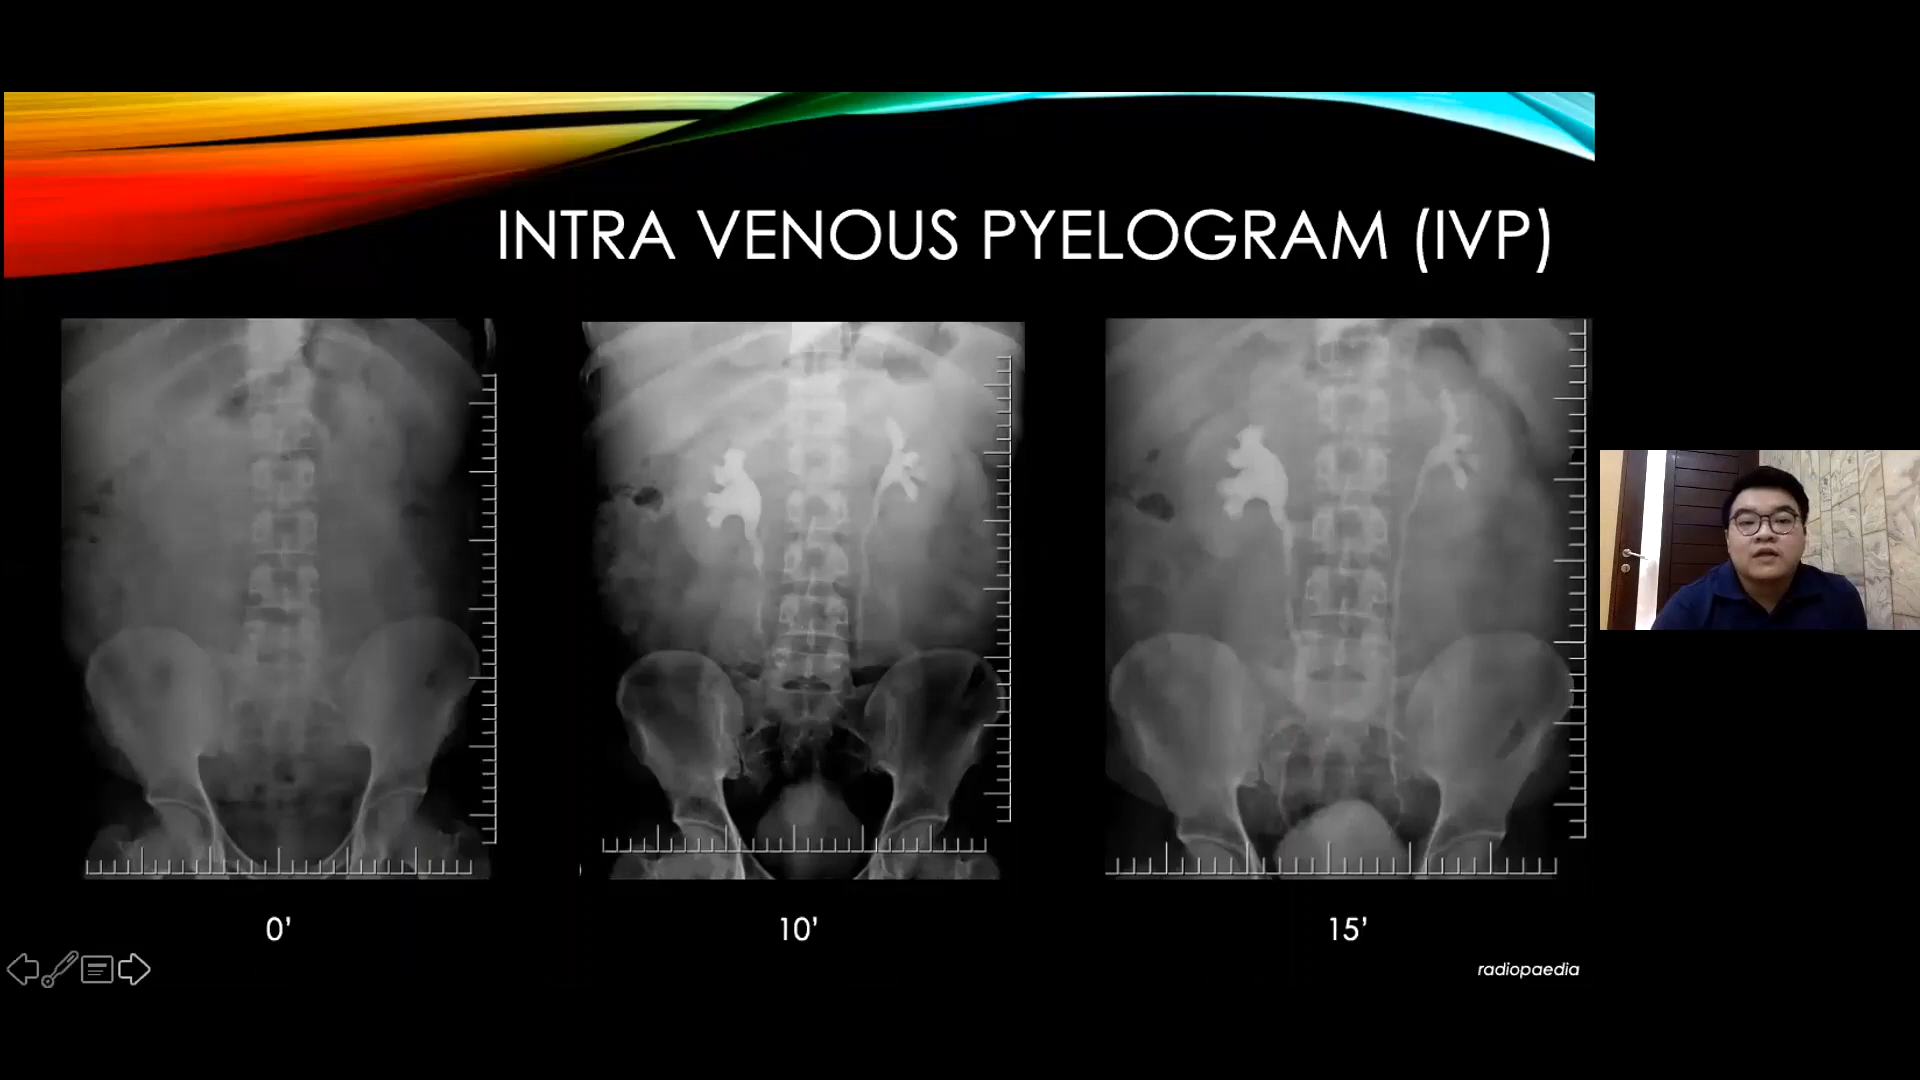 INTRA VENOUS PYELOGRAM (IVP)
0’
10’
15’
radiopaedia